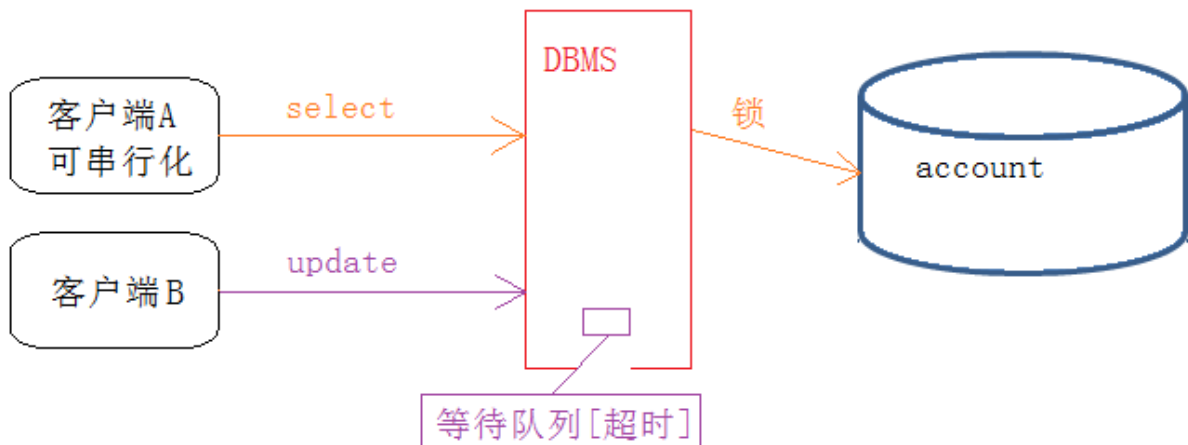 DBMS
客户端A
可串行化
select
锁
account
客户端B
update
等待队列[超时]